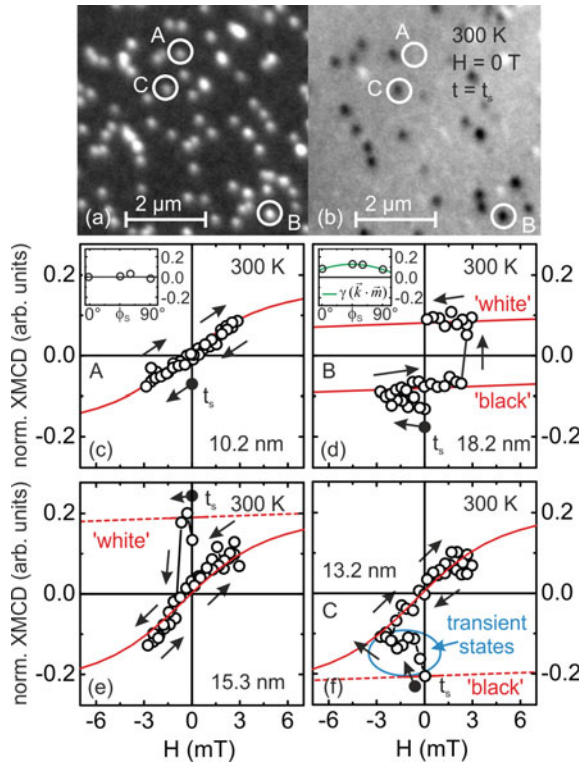 A
C
B
2 µm
(a)
A
C
B
300 K
H = 0 T
t = tₛ
2 µm
(b)
norm. XMCD (arb. units)
0.2
0.0
-0.2
0.2
0.0
-0.2
0° ϕₛ 90°
300 K
A
tₛ
(c)
10.2 nm
0.2
0.0
-0.2
0° ϕₛ 90°
γ(k⃗·m⃗)
300 K
'white'
B
'black'
tₛ
(d)
18.2 nm
0.2
0.0
-0.2
norm. XMCD (arb. units)
0.2
0.0
-0.2
tₛ
300 K
'white'
(e)
15.3 nm
-6 -3 0 3 6
H (mT)
300 K
13.2 nm
C
transient
states
tₛ
'black'
(f)
0.2
0.0
-0.2
-6 -3 0 3 6
H (mT)